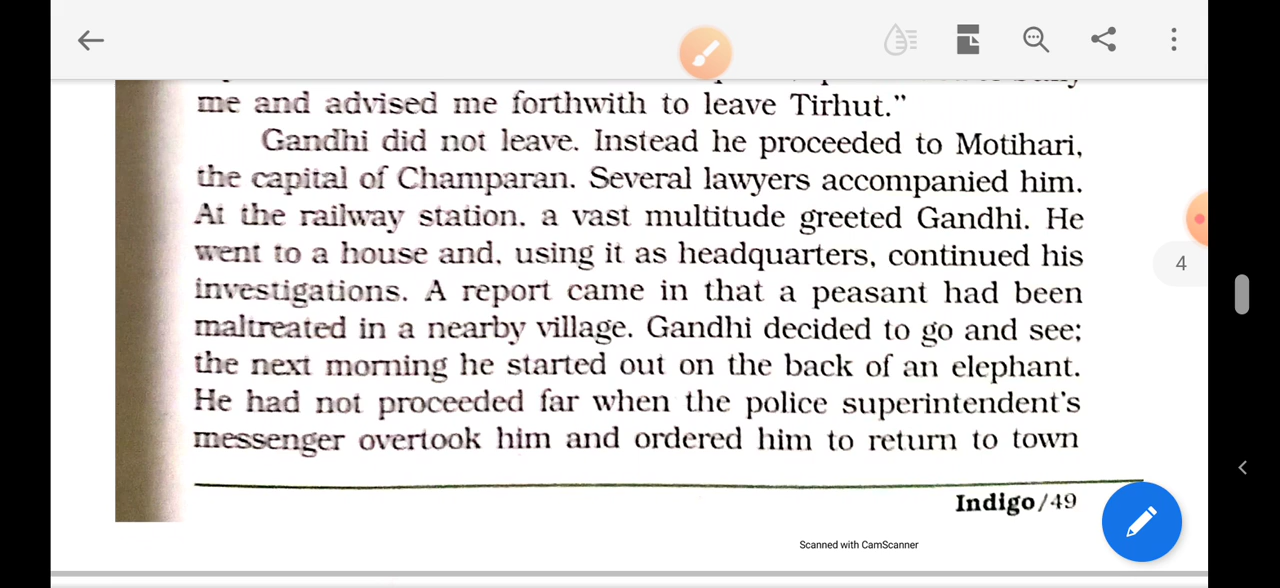 me and advised me forthwith to leave Tirhut."
Gandhi did not leave. Instead he proceeded to Motihari,
the capital of Champaran. Several lawyers accompanied him.
At the railway station, a vast multitude greeted Gandhi. He
went to a house and, using it as headquarters, continued his
investigations. A report came in that a peasant had been
maltreated in a nearby village. Gandhi decided to go and see;
the next morning he started out on the back of an elephant.
He had not proceeded far when the police superintendent's
messenger overtook him and ordered him to return to town
Indigo/49
Scanned with CamScanner
4